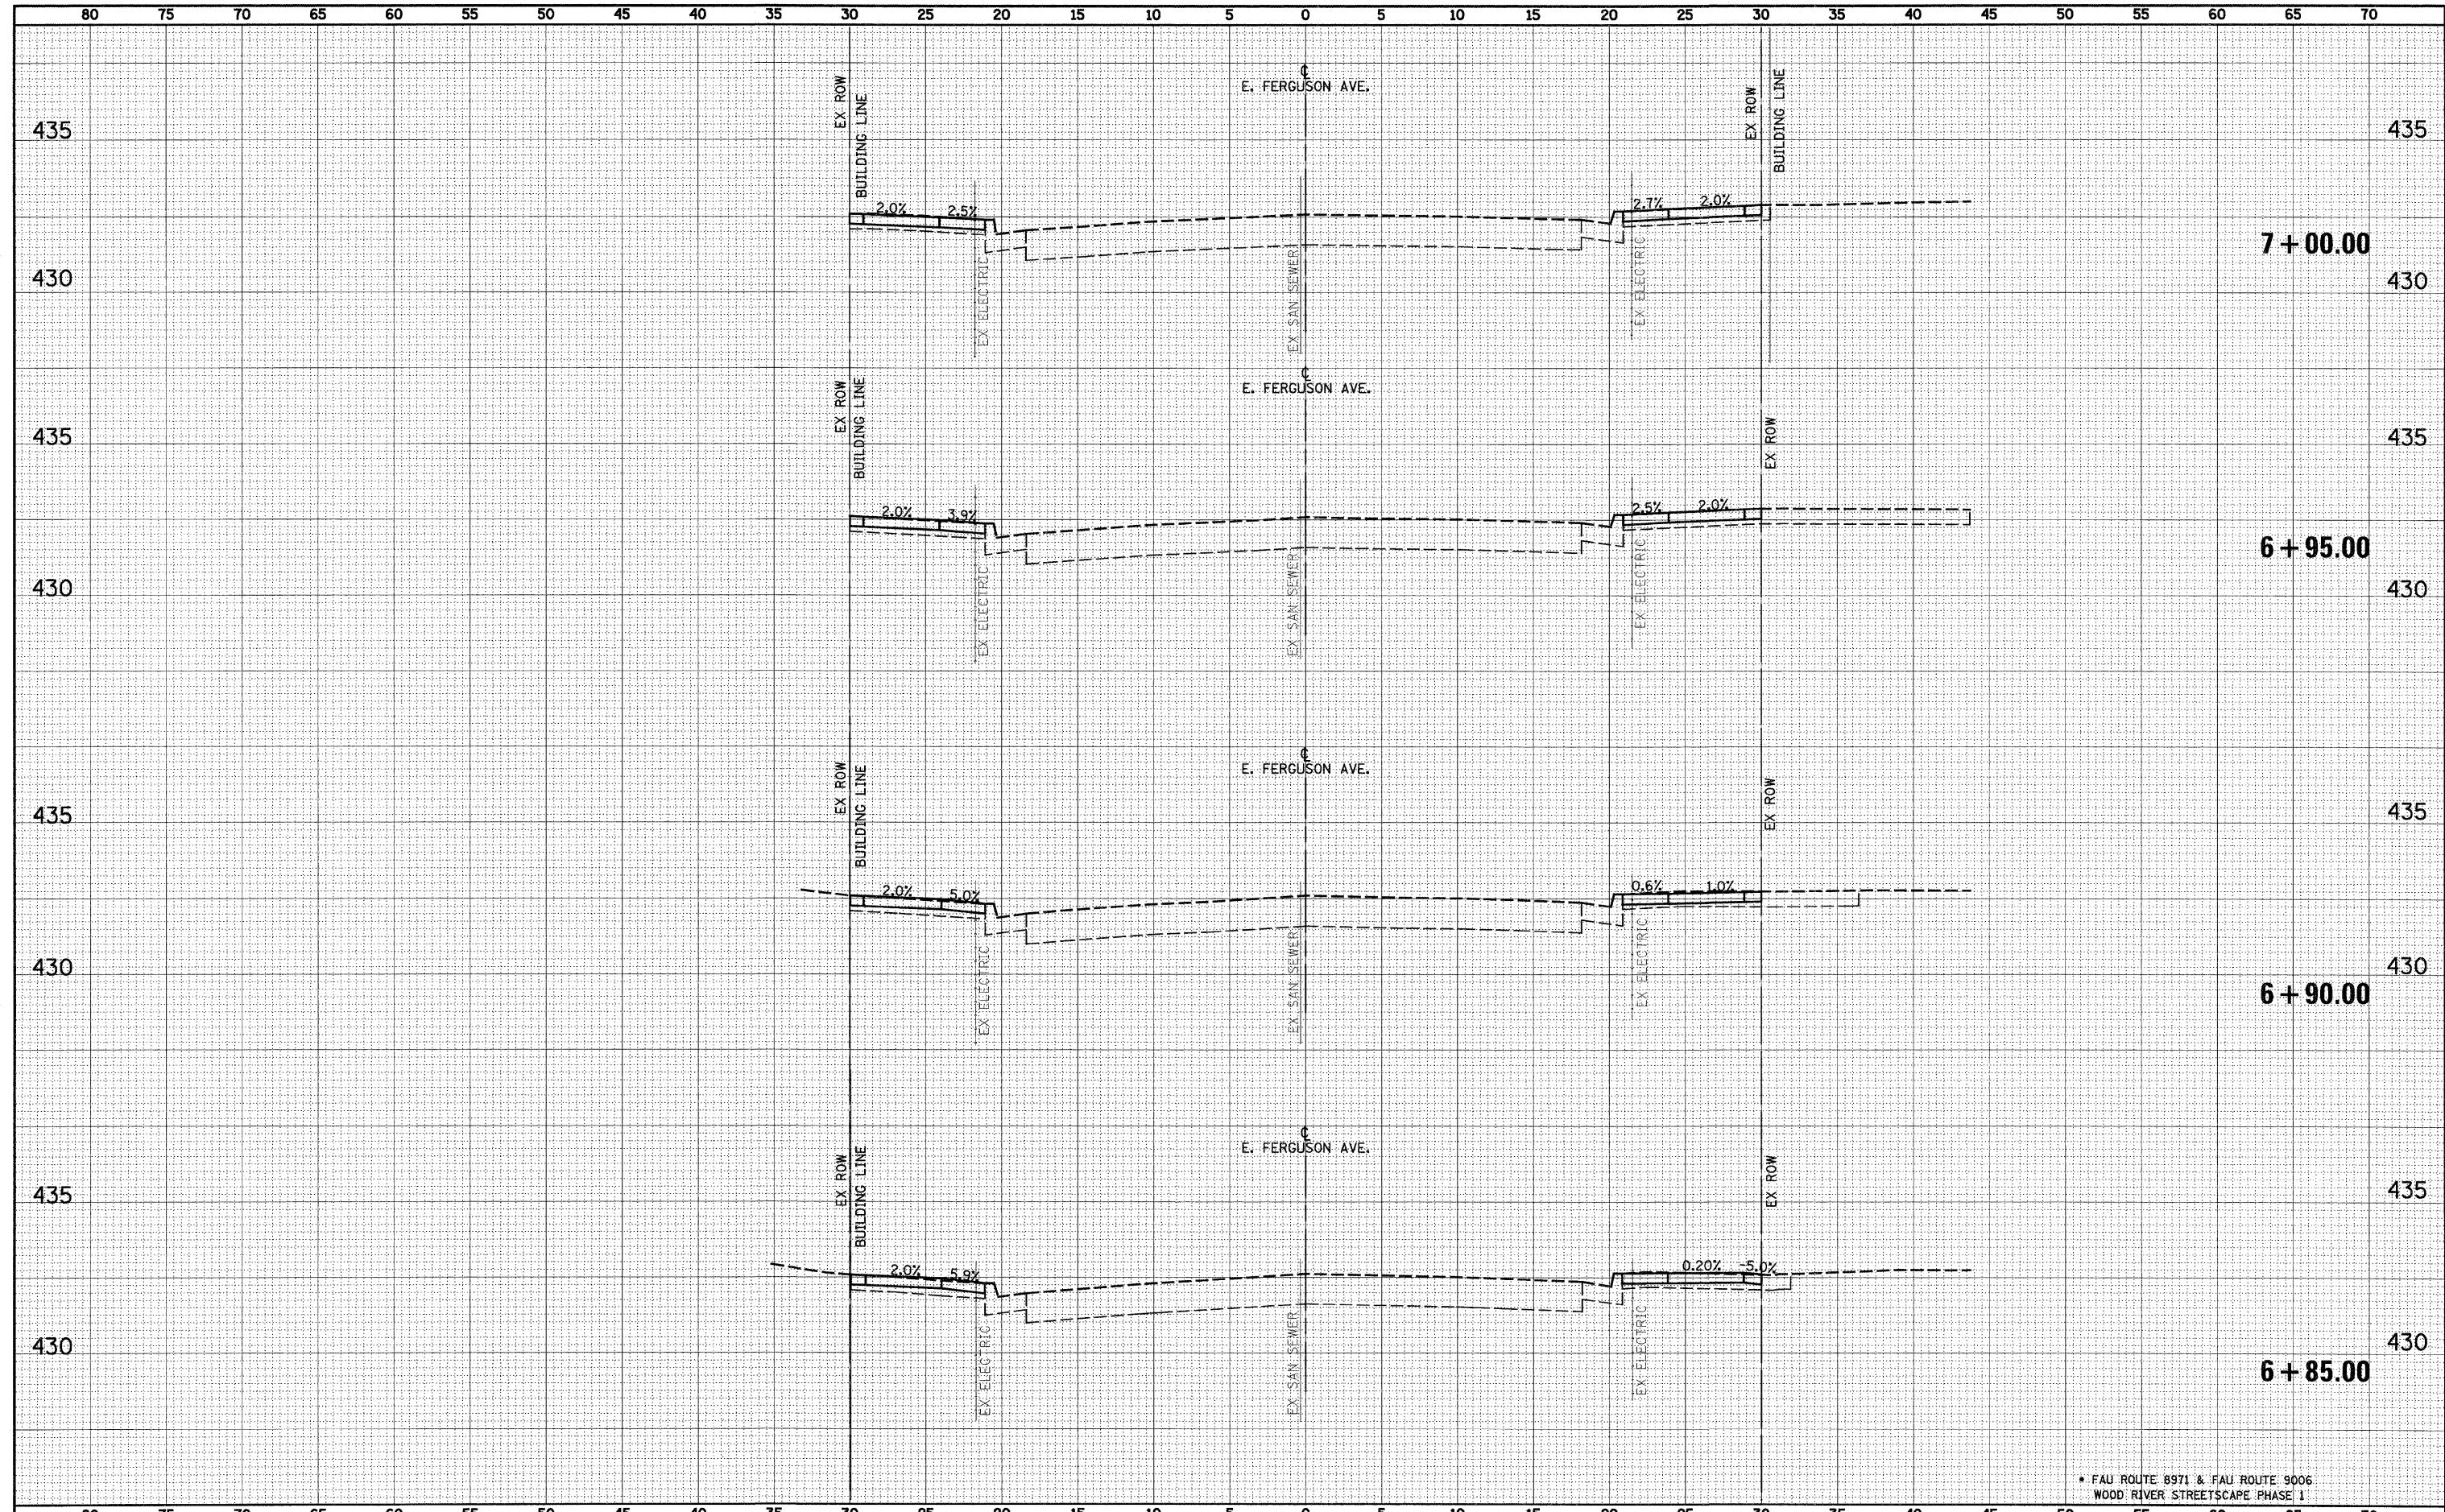 80 75 70 65 60 55 50 45 40 35 30 25 20 15 10 5 0 5 10 15 20 25 30 35 40 45 50 55 60 65 70
EX ROW
BUILDING LINE
℄
E. FERGUSON AVE.
EX ROW
BUILDING LINE
435 435
2.0% 2.5% 2.7% 2.0%
7+00.00
EX ELECTRIC
EX SAN SEWER
EX ELECTRIC
430 430
EX ROW
BUILDING LINE
℄
E. FERGUSON AVE.
EX ROW
435 435
2.0% 3.9% 2.5% 2.0%
6+95.00
EX ELECTRIC
EX SAN SEWER
EX ELECTRIC
430 430
EX ROW
BUILDING LINE
℄
E. FERGUSON AVE.
EX ROW
435 435
2.0% 5.0% 0.6% 1.0%
EX ELECTRIC
EX SAN SEWER
EX ELECTRIC
430 430
6+90.00
EX ROW
BUILDING LINE
℄
E. FERGUSON AVE.
EX ROW
435 435
2.0% 5.9% 0.20% -5.0%
EX ELECTRIC
EX SAN SEWER
EX ELECTRIC
430 430
6+85.00
* FAU ROUTE 8971 & FAU ROUTE 9006
WOOD RIVER STREETSCAPE PHASE 1